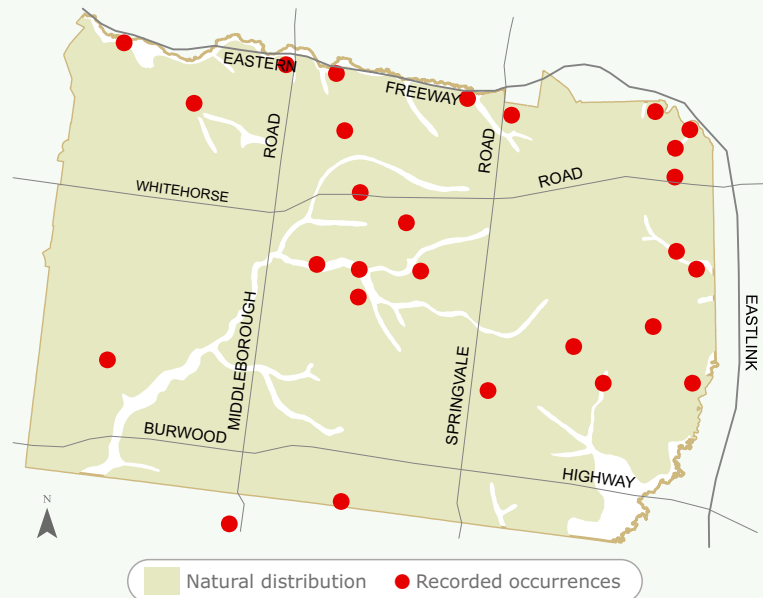 EASTERN
FREEWAY
ROAD
ROAD
ROAD
WHITEHORSE
MIDDLEBOROUGH
SPRINGVALE
EASTLINK
BURWOOD
HIGHWAY
N
Natural distribution
Recorded occurrences